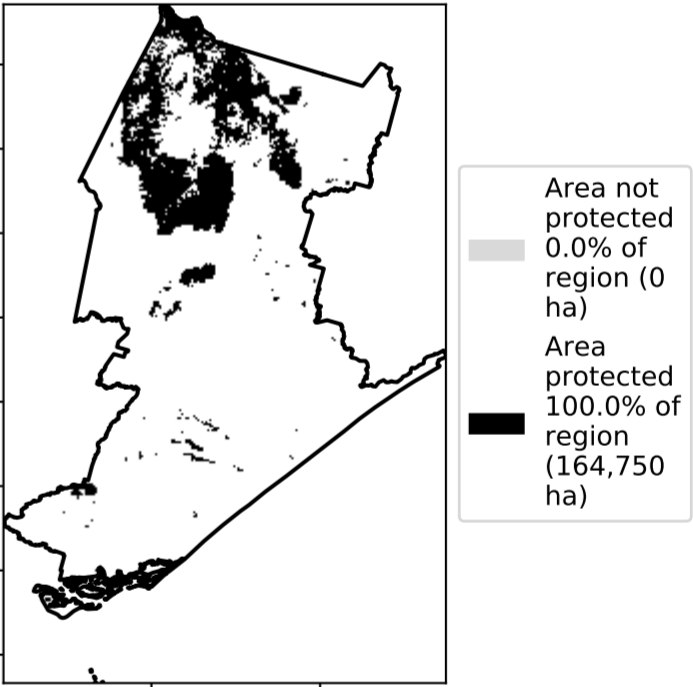 Area not
protected
0.0% of
region (0
ha)
Area
protected
100.0% of
region
(164,750
ha)